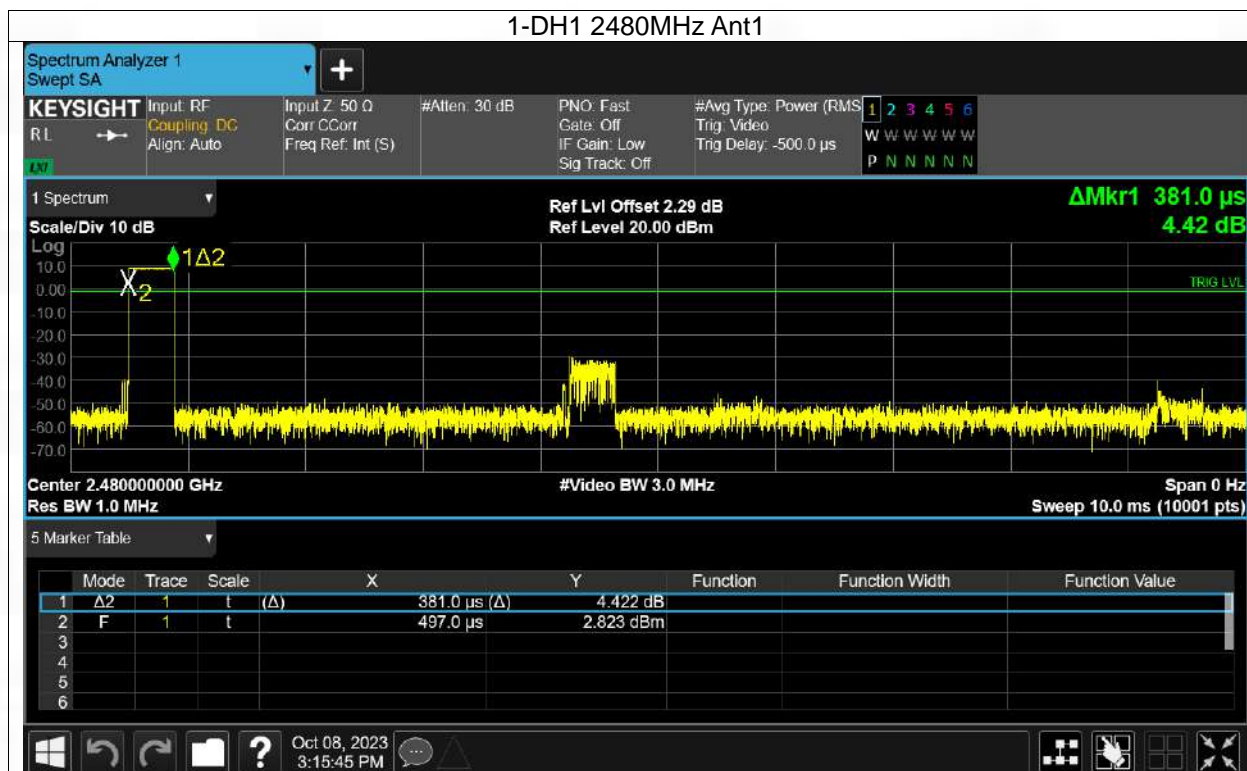 1-DH1 2480MHz Ant1
Spectrum Analyzer 1
Swept SA
+
KEYSIGHT
RL
LXI
Input: RF
Coupling: DC
Align: Auto
Input Z: 50 Ω
Corr CCorr
Freq Ref: Int (S)
#Atten: 30 dB
PNO: Fast
Gate: Off
IF Gain: Low
Sig Track: Off
#Avg Type: Power (RMS
Trig: Video
Trig Delay: -500.0 µs
1 2 3 4 5 6
W W W W W W
P N N N N N
1 Spectrum
Scale/Div 10 dB
Ref Lvl Offset 2.29 dB
Ref Level 20.00 dBm
ΔMkr1 381.0 µs
4.42 dB
Log
10.0
0.00
-10.0
-20.0
-30.0
-40.0
-50.0
-60.0
-70.0
1Δ2
X2
TRIG LVL
Center 2.480000000 GHz
Res BW 1.0 MHz
#Video BW 3.0 MHz
Span 0 Hz
Sweep 10.0 ms (10001 pts)
5 Marker Table
Mode Trace Scale X Y Function Function Width Function Value
1 Δ2 1 t (Δ) 381.0 µs (Δ) 4.422 dB
2 F 1 t 497.0 µs 2.823 dBm
3
4
5
6
?
Oct 08, 2023
3:15:45 PM